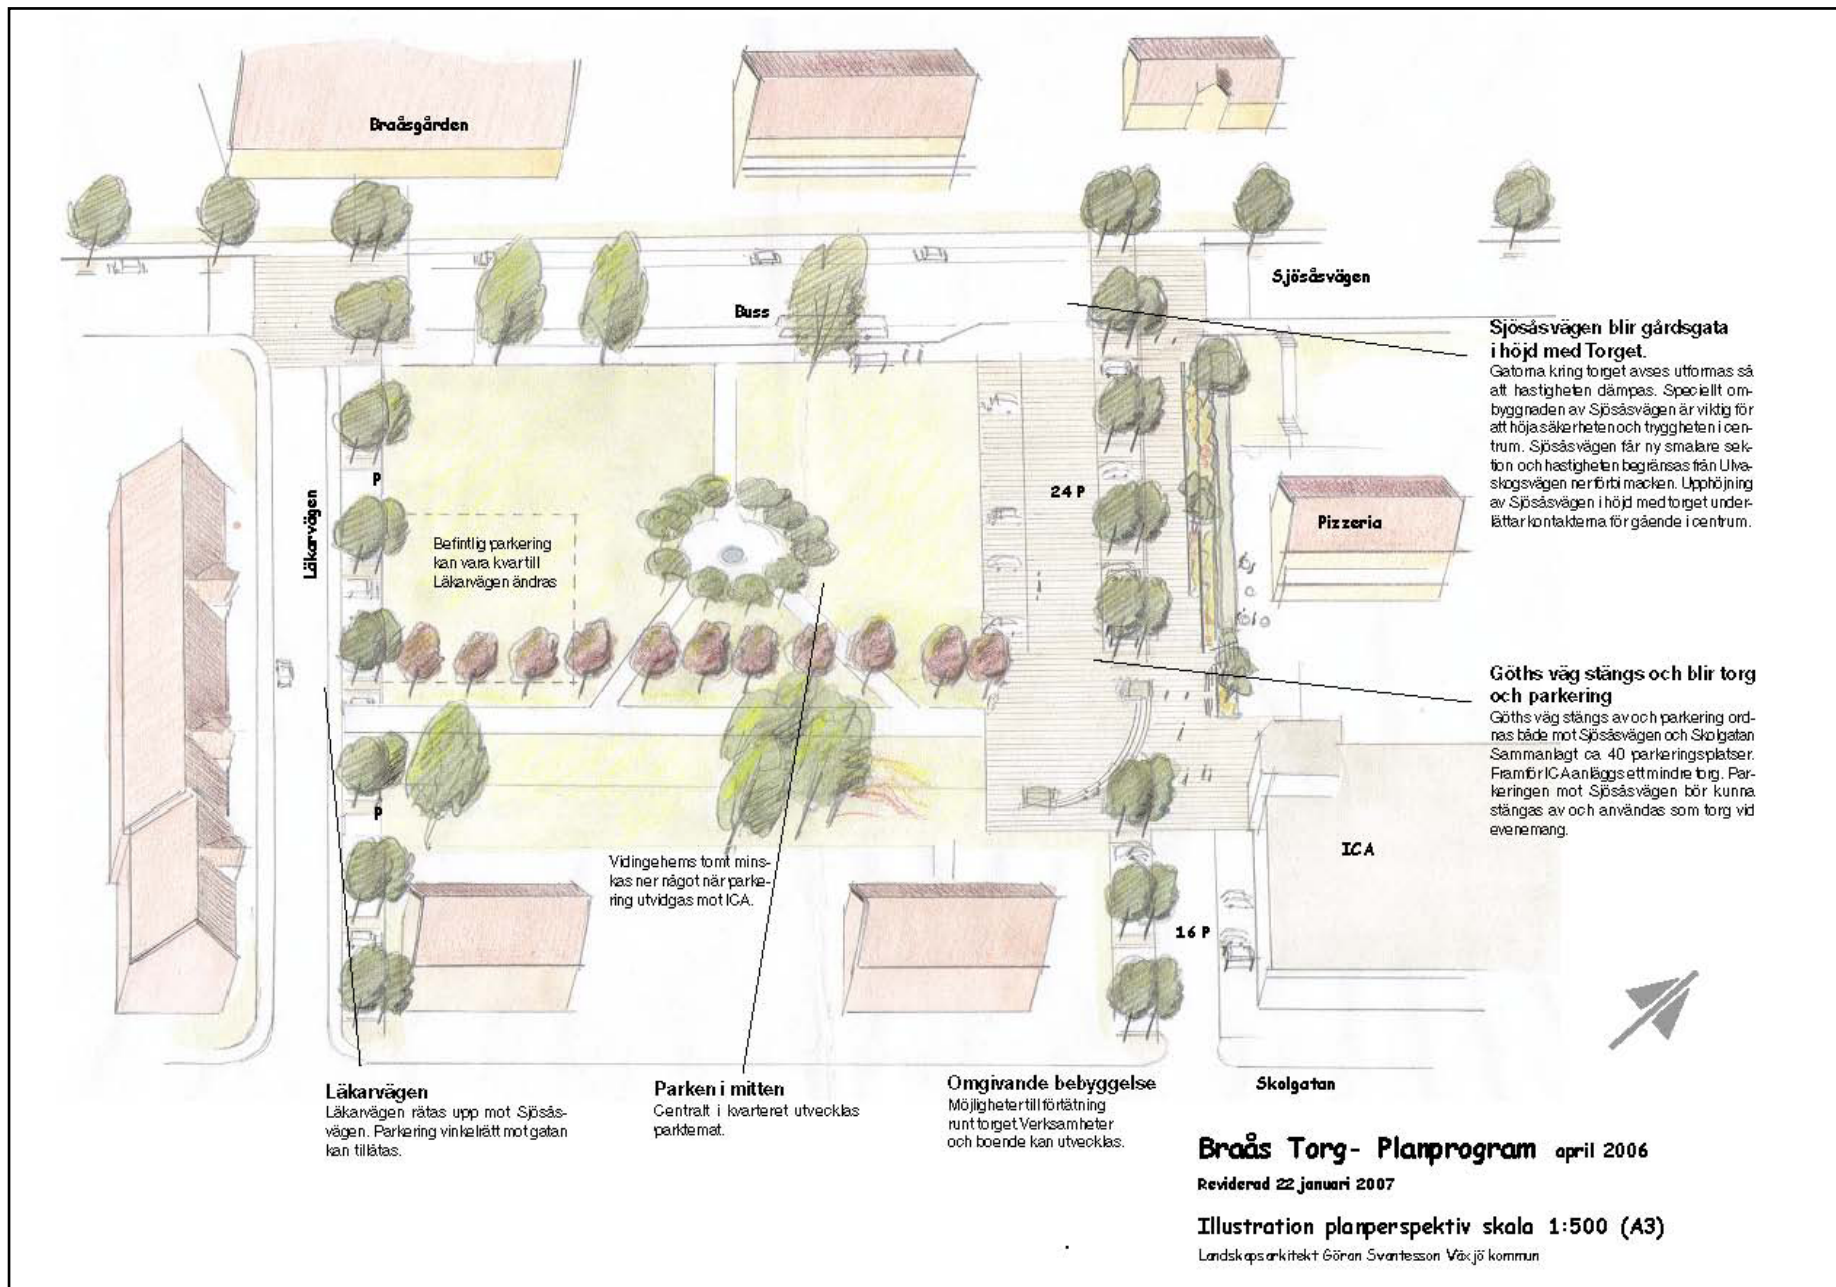 Braåsgården
Sjösåsvägen
Buss
Sjösåsvägen blir gårdsgata
i höjd med Torget.
Gatorna kring torget avses utformas så
att hastigheten dämpas. Speciellt om-
byggnaden av Sjösåsvägen är viktig för
att höja säkerheten och tryggheten i cen-
trum. Sjösåsvägen får ny smalare sek-
tion och hastigheten begränsas från Ulva-
skogsvägen ner förbi macken. Upphöjning
av Sjösåsvägen i höjd med torget under-
lättar kontakterna för gående i centrum.
P
24 P
Pizzeria
Läkarvägen
Befintlig parkering
kan vara kvar till
Läkarvägen ändras
Göths väg stängs och blir torg
och parkering
Göths väg stängs av och parkering ord-
nas både mot Sjösåsvägen och Skolgatan
Sammanlagt ca 40 parkeringsplatser.
Framför ICA anläggs ett mindre torg. Par-
keringen mot Sjösåsvägen bör kunna
stängas av och användas som torg vid
evenemang.
P
ICA
Vidingehems tomt mins-
kas ner något när parke-
ring utvidgas mot ICA.
16 P
Läkarvägen
Läkarvägen rätas upp mot Sjösås-
vägen. Parkering vinkelrätt mot gatan
kan tillåtas.
Parken i mitten
Centralt i kvarteret utvecklas
parktemat.
Omgivande bebyggelse
Möjligheter till förtätning
runt torget. Verksamheter
och boende kan utvecklas.
Skolgatan
Braås Torg- Planprogram april 2006
Reviderad 22 januari 2007
Illustration planperspektiv skala 1:500 (A3)
Landskapsarkitekt Göran Svantesson Växjö kommun